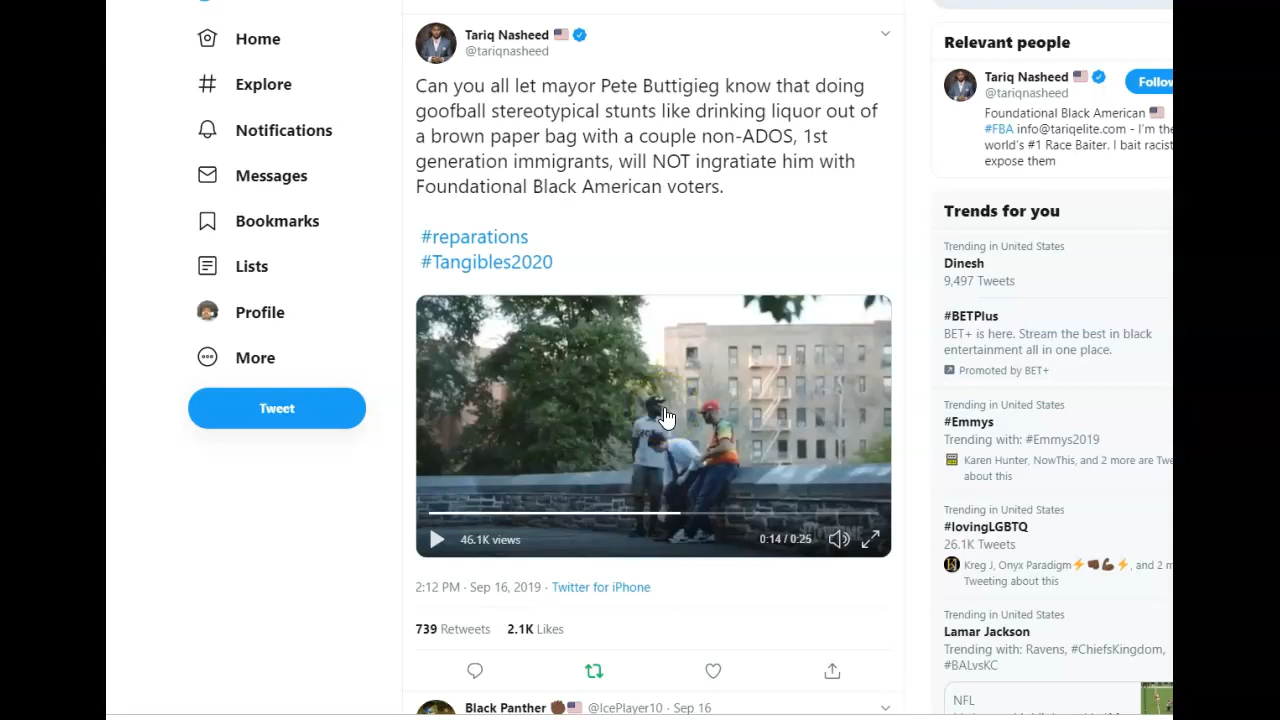 Home
Explore
Notifications
Messages
Bookmarks
Lists
Profile
More
Tweet
Tariq Nasheed
@tariqnasheed
Can you all let mayor Pete Buttigieg know that doing
goofball stereotypical stunts like drinking liquor out of
a brown paper bag with a couple non-ADOS, 1st
generation immigrants, will NOT ingratiate him with
Foundational Black American voters.
#reparations
#Tangibles2020
46.1K views
0:14 / 0:25
SHOWTIME
2:12 PM · Sep 16, 2019 · Twitter for iPhone
739 Retweets 2.1K Likes
Black Panther @IcePlayer10 · Sep 16
Relevant people
Tariq Nasheed
@tariqnasheed
Follow
Foundational Black American
#FBA info@tariqelite.com - I'm the
world's #1 Race Baiter. I bait racist
expose them
Trends for you
Trending in United States
Dinesh
9,497 Tweets
#BETPlus
BET+ is here. Stream the best in black
entertainment all in one place.
Promoted by BET+
Trending in United States
#Emmys
Trending with: #Emmys2019
Karen Hunter, NowThis, and 2 more are Twe
about this
Trending in United States
#lovingLGBTQ
26.1K Tweets
Kreg J, Onyx Paradigm⚡, and 2 m
Tweeting about this
Trending in United States
Lamar Jackson
Trending with: Ravens, #ChiefsKingdom,
#BALvsKC
NFL